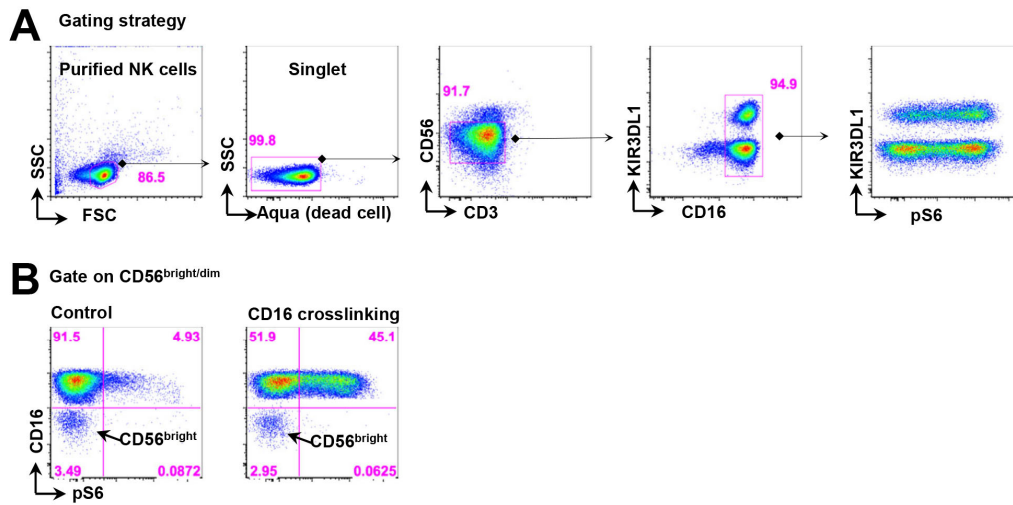 A Gating strategy
Purified NK cells
SSC
86.5
FSC
Singlet
99.8
SSC
Aqua (dead cell)
91.7
CD56
CD3
94.9
KIR3DL1
CD16
KIR3DL1
pS6
B Gate on CD56bright/dim
Control
91.5 4.93
CD16
CD56bright
3.49 0.0872
pS6
CD16 crosslinking
51.9 45.1
CD56bright
2.95 0.0625